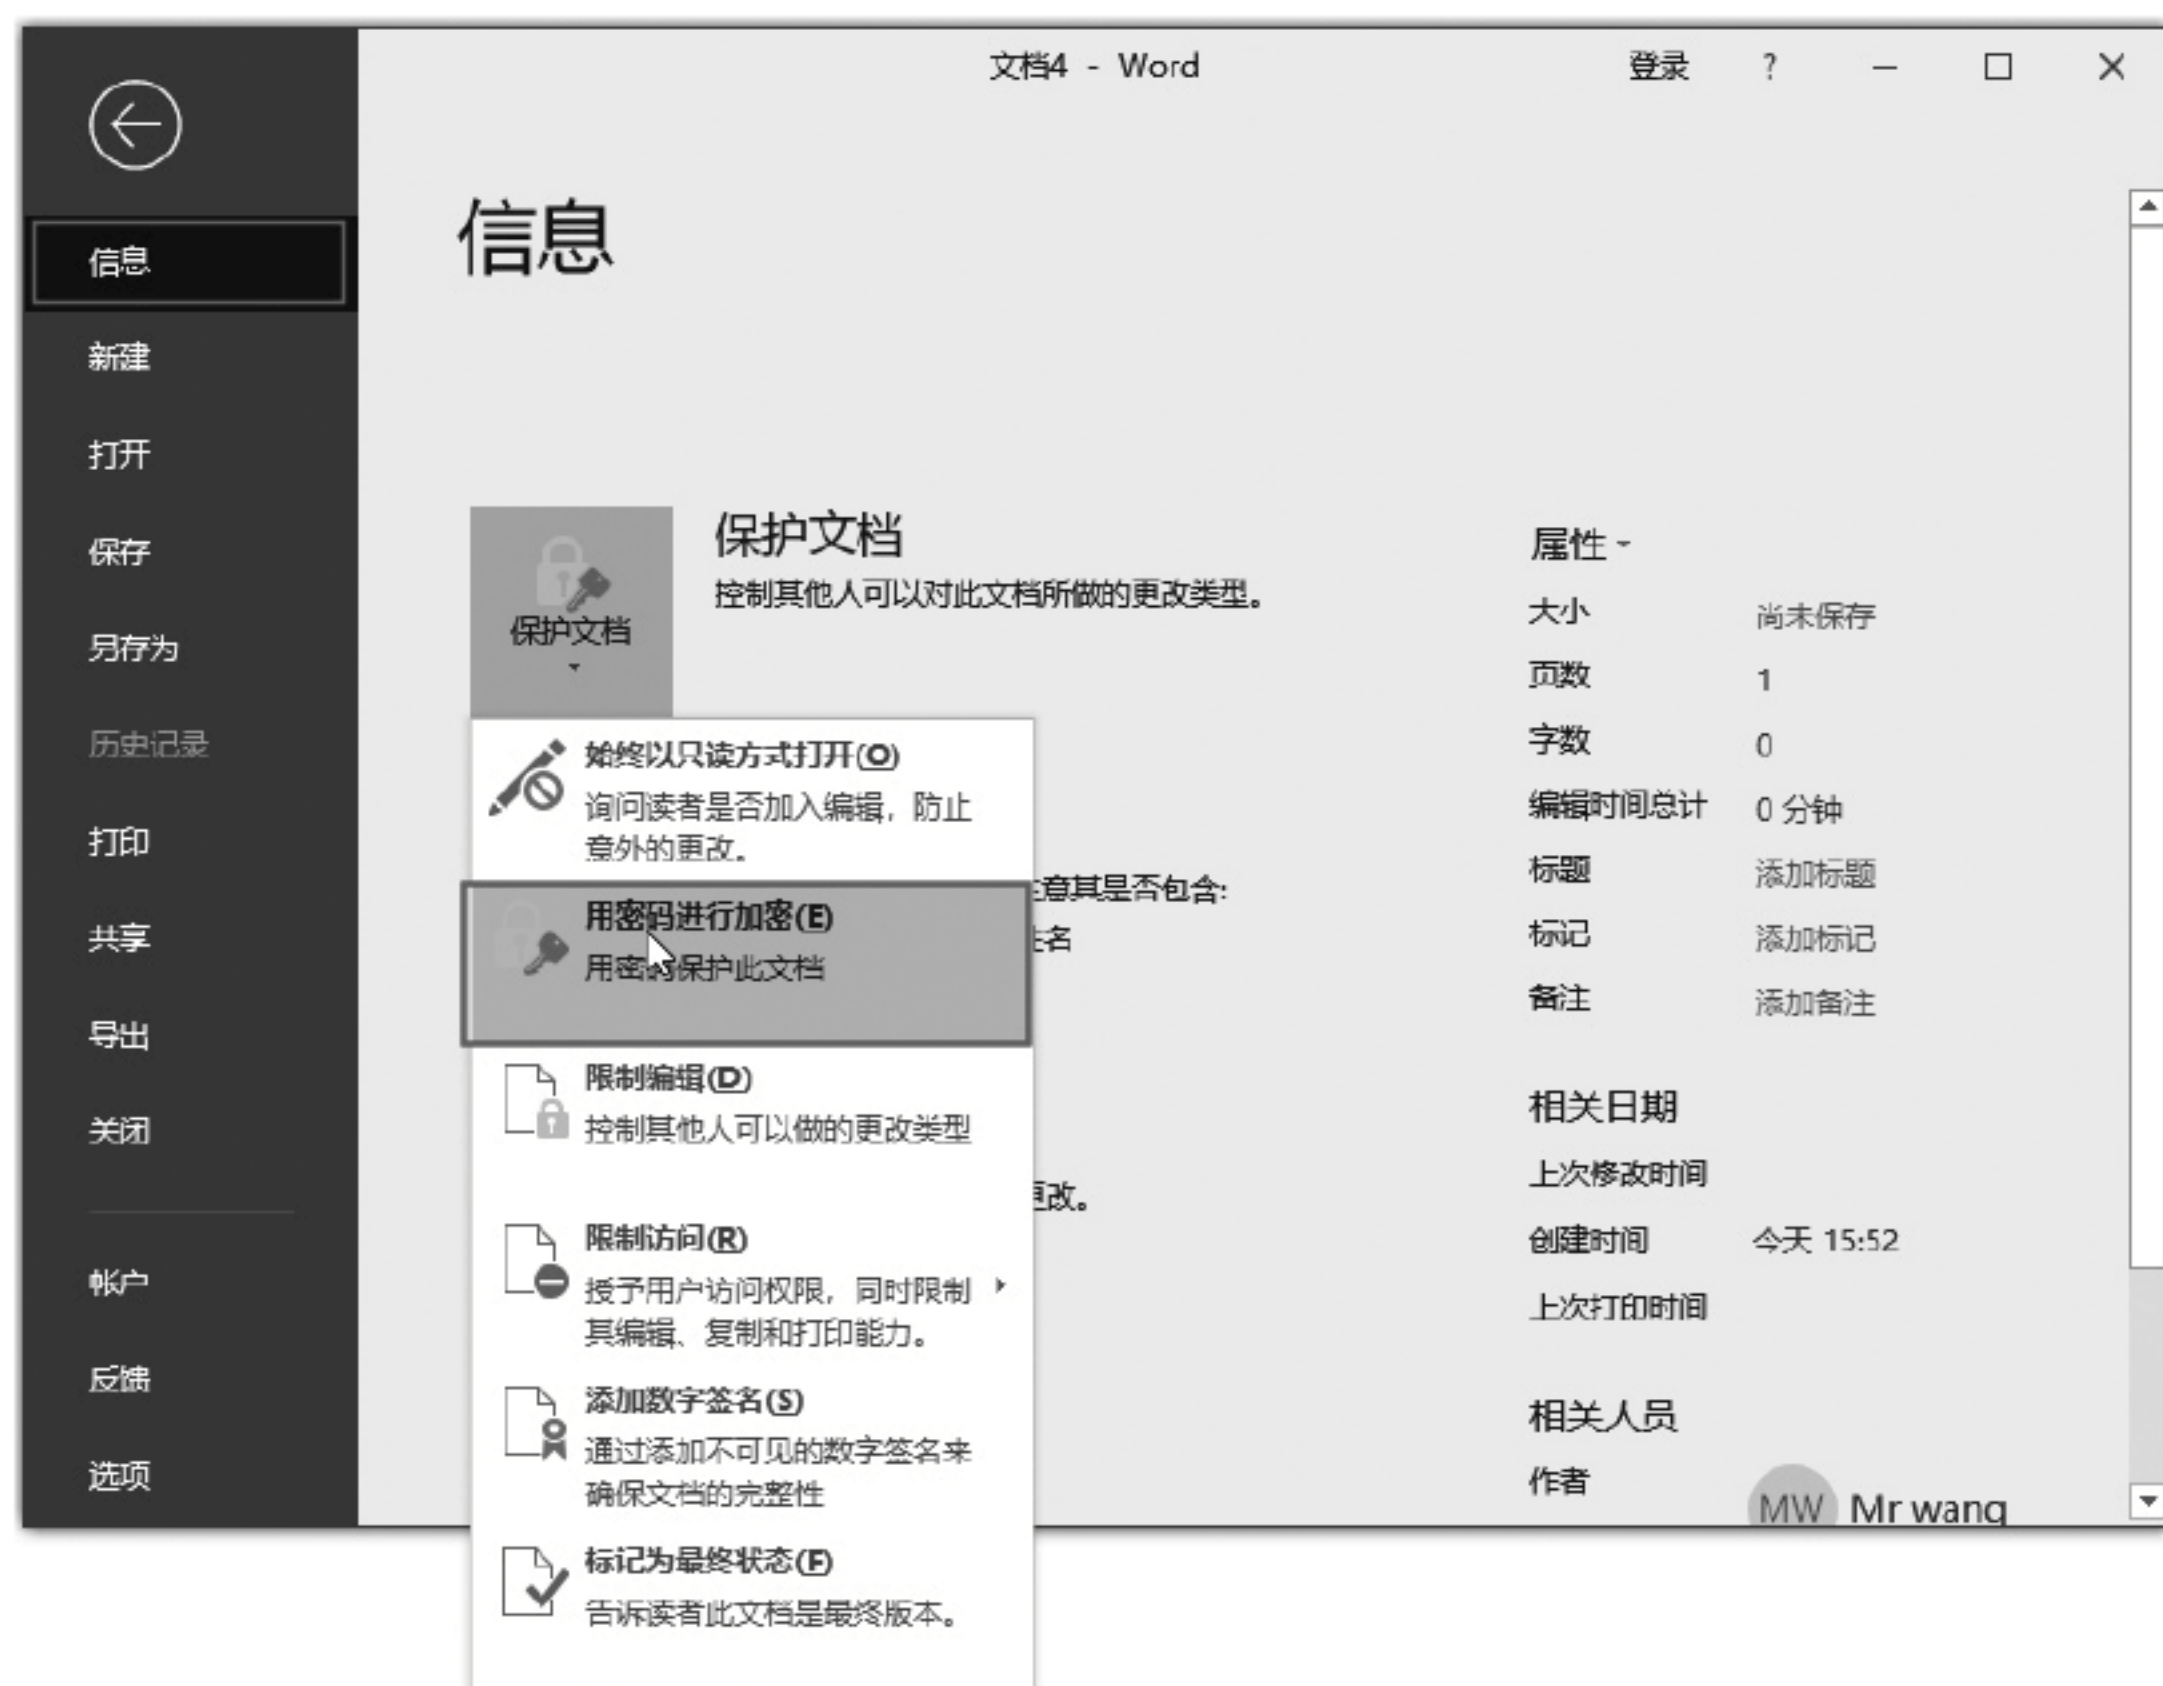 文档4 - Word
登录
?
信息
新建
打开
保存
另存为
历史记录
打印
共享
导出
关闭
帐户
反馈
选项
信息
保护文档
保护文档
控制其他人可以对此文档所做的更改类型。
始终以只读方式打开(O)
询问读者是否加入编辑，防止
意外的更改。
用密码进行加密(E)
用密码保护此文档
限制编辑(D)
控制其他人可以做的更改类型
限制访问(R)
授予用户访问权限，同时限制
其编辑、复制和打印能力。
添加数字签名(S)
通过添加不可见的数字签名来
确保文档的完整性
标记为最终状态(F)
告诉读者此文档是最终版本。
意其是否包含:
名
更改。
属性
大小 尚未保存
页数 1
字数 0
编辑时间总计 0 分钟
标题 添加标题
标记 添加标记
备注 添加备注
相关日期
上次修改时间
创建时间 今天 15:52
上次打印时间
相关人员
作者
MW Mr wang